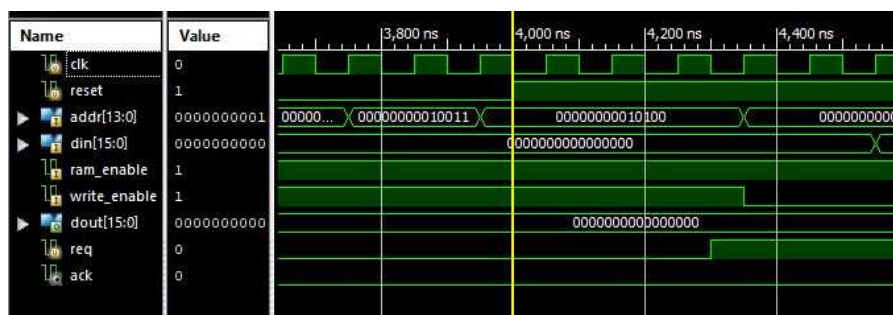 Name Value 3,800 ns 4,000 ns 4,200 ns 4,400 ns
clk 0
reset 1
addr[13:0] 0000000001 00000... 00000000010011 00000000010100 0000000000
din[15:0] 0000000000 0000000000000000
ram_enable 1
write_enable 1
dout[15:0] 0000000000 0000000000000000
req 0
ack 0